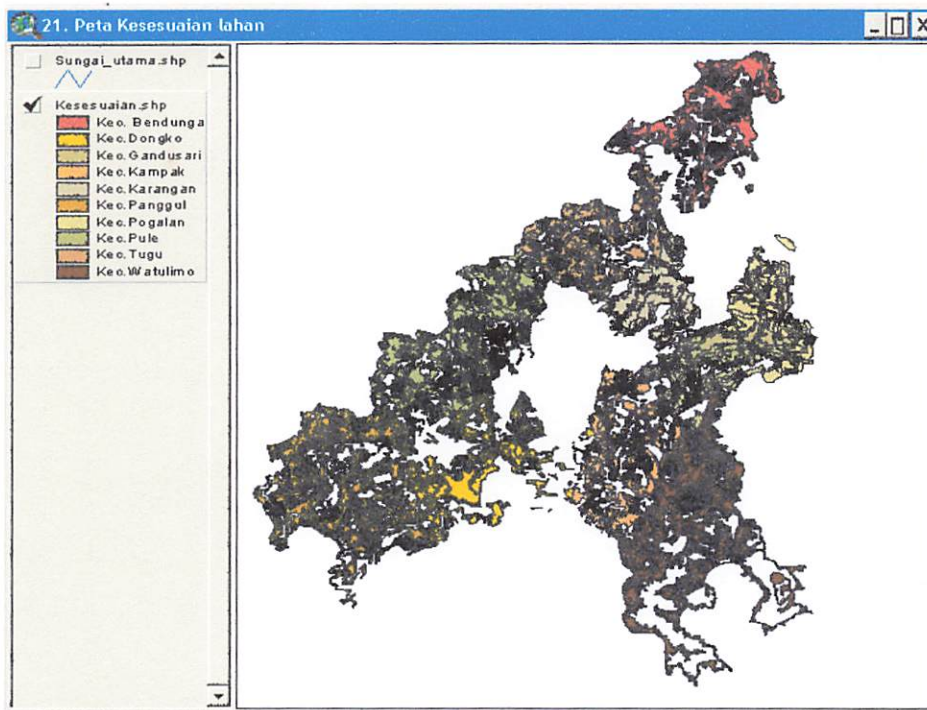 21. Peta Kesesuaian lahan
Sungai_utama.shp
Kesesuaian.shp
Kec. Bendunga
Kec.Dongko
Kec.Gandusari
Kec.Kampak
Kec.Karangan
Kec.Panggul
Kec.Pogalan
Kec.Pule
Kec.Tugu
Kec.Watulimo